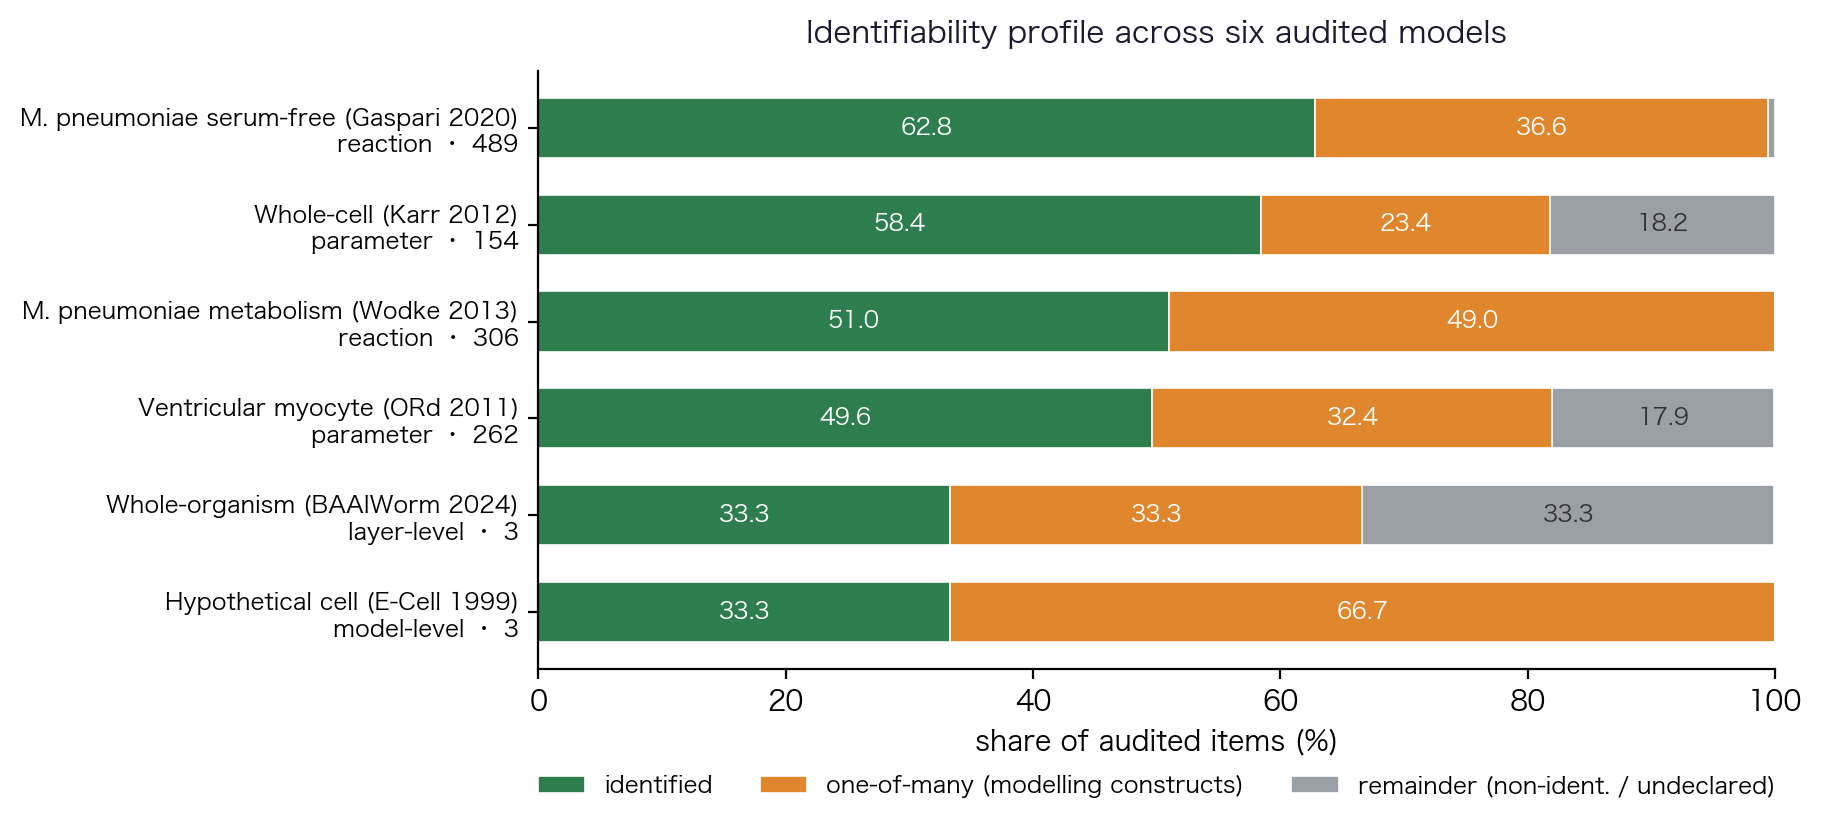 Identifiability profile across six audited models
M. pneumoniae serum-free (Gaspari 2020)
reaction · 489
62.8
36.6
Whole-cell (Karr 2012)
parameter · 154
58.4
23.4
18.2
M. pneumoniae metabolism (Wodke 2013)
reaction · 306
51.0
49.0
Ventricular myocyte (ORd 2011)
parameter · 262
49.6
32.4
17.9
Whole-organism (BAAIWorm 2024)
layer-level · 3
33.3
33.3
33.3
Hypothetical cell (E-Cell 1999)
model-level · 3
33.3
66.7
0 20 40 60 80 100
share of audited items (%)
identified one-of-many (modelling constructs) remainder (non-ident. / undeclared)